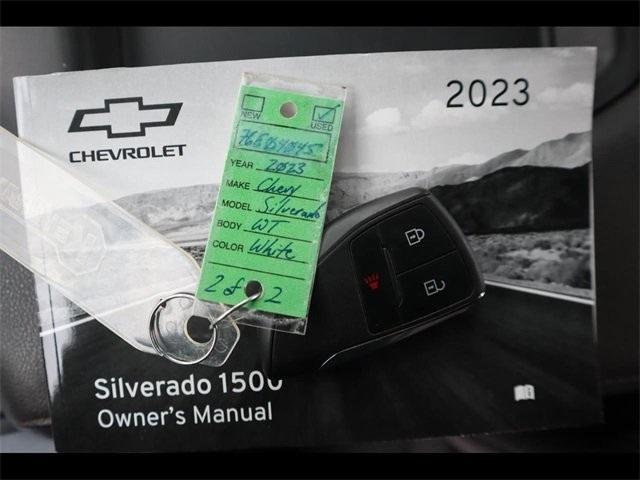 2023
CHEVROLET
NEW
USED
YEAR 2023
MAKE Chevy
MODEL Silverado
BODY WT
COLOR White
2 of 2
Silverado 1500
Owner's Manual